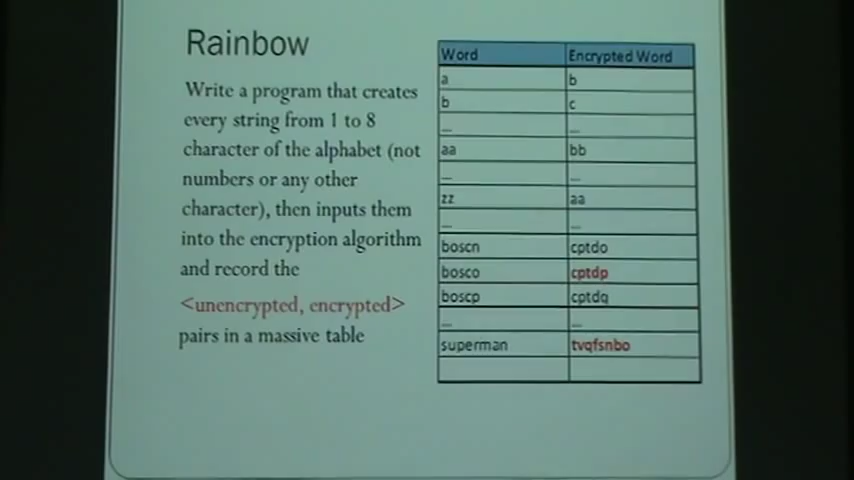 Rainbow
Write a program that creates
every string from 1 to 8
character of the alphabet (not
numbers or any other
character), then inputs them
into the encryption algorithm
and record the
<unencrypted, encrypted>
pairs in a massive table
Word Encrypted Word
a b
b c
... ...
aa bb
... ...
zz aa
... ...
boscn cptdo
bosco cptdp
boscp cptdq
... ...
superman tvqfsnbo